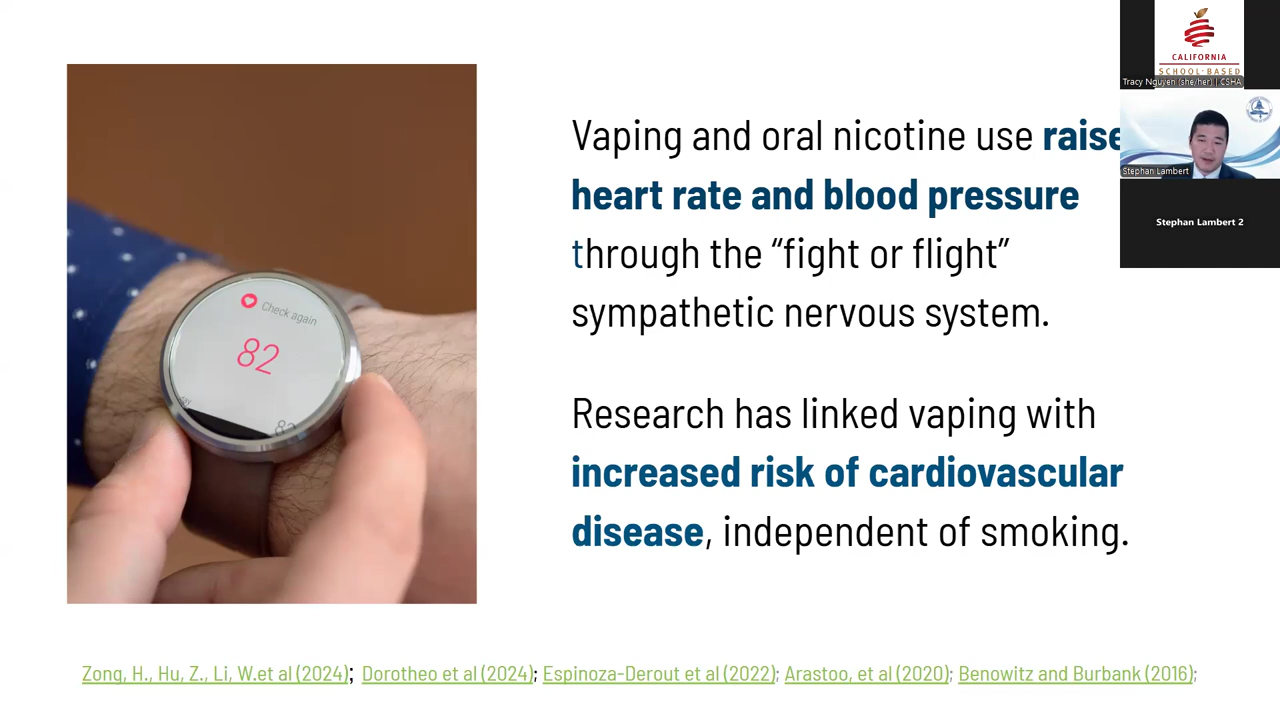 CALIFORNIA
SCHOOL-BASED
Tracy Nguyen (she/her) | CSHA
Stephan Lambert
Stephan Lambert 2
Vaping and oral nicotine use raise
heart rate and blood pressure
through the “fight or flight”
sympathetic nervous system.
Research has linked vaping with
increased risk of cardiovascular
disease, independent of smoking.
Check again
82
82
Zong, H., Hu, Z., Li, W.et al (2024); Dorotheo et al (2024); Espinoza-Derout et al (2022); Arastoo, et al (2020); Benowitz and Burbank (2016);